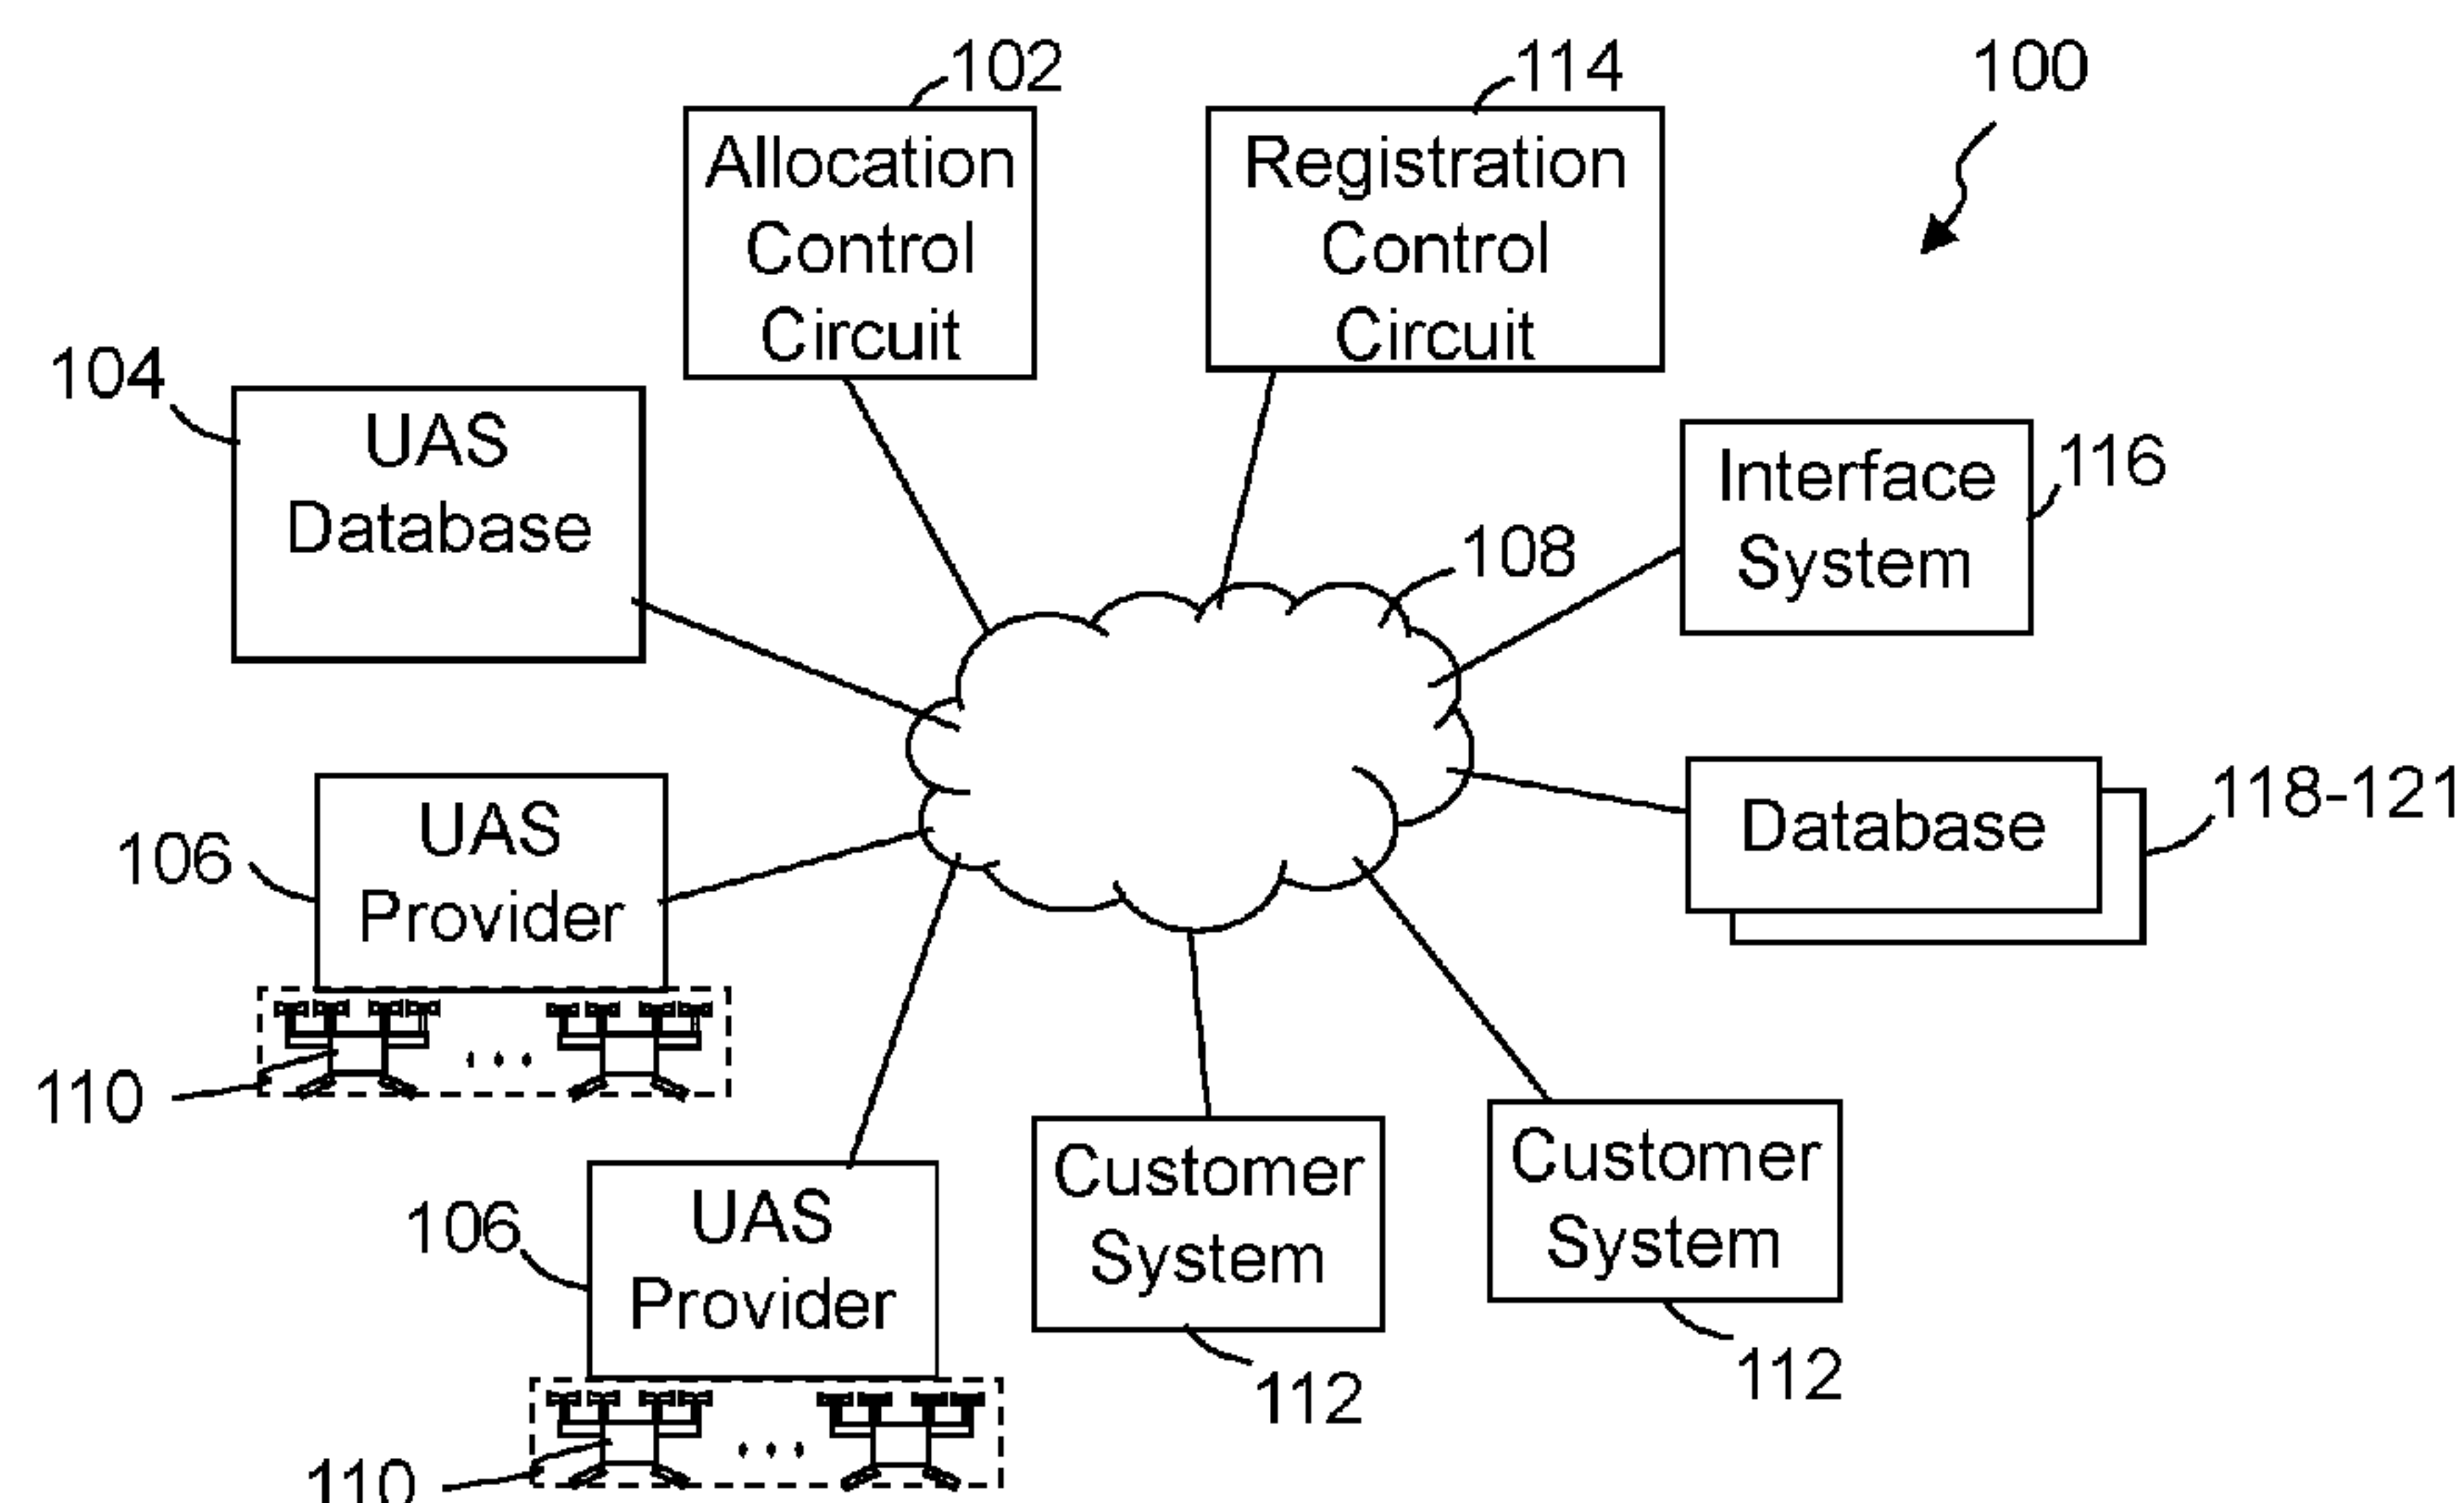 102
114
100
Allocation
Control
Circuit
Registration
Control
Circuit
104
UAS
Database
Interface
System
116
108
106
UAS
Provider
Database
118-121
110
106
UAS
Provider
Customer
System
112
Customer
System
112
110